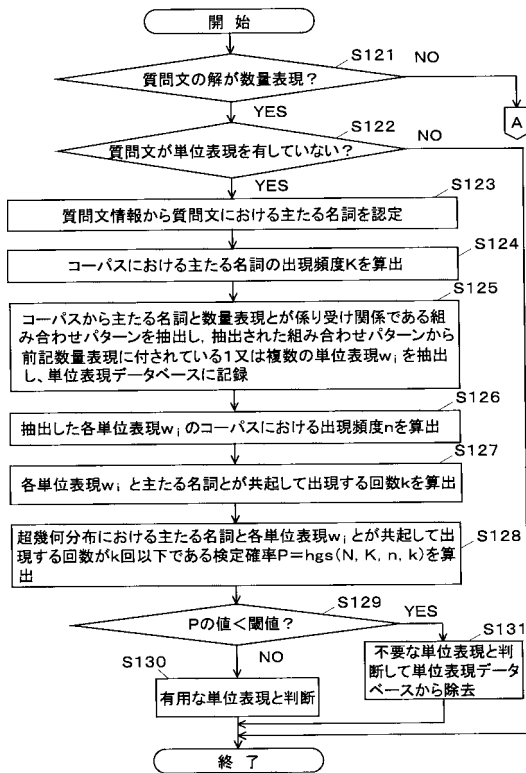 開 始
S121
NO
質問文の解が数量表現?
A
YES
S122
NO
質問文が単位表現を有していない?
YES
S123
質問文情報から質問文における主たる名詞を認定
S124
コーパスにおける主たる名詞の出現頻度Kを算出
S125
コーパスから主たる名詞と数量表現とが係り受け関係である組
み合わせパターンを抽出し, 抽出された組み合わせパターンから
前記数量表現に付されている1又は複数の単位表現wiを抽出
し、単位表現データベースに記録
S126
抽出した各単位表現wiのコーパスにおける出現頻度nを算出
S127
各単位表現wiと主たる名詞とが共起して出現する回数kを算出
S128
超幾何分布における主たる名詞と各単位表現wiとが共起して出
現する回数がk回以下である検定確率P=hgs(N, K, n, k)を算
出
S129
Pの値<閾値?
YES
S131
S130
NO
不要な単位表現と判
断して単位表現データ
ベースから除去
有用な単位表現と判断
終 了